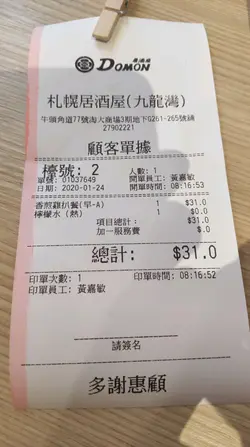 DOMON
札幌居酒屋(九龍灣)
牛頭角道77號淘大商場3期地下G261-265號舖
27902221
顧客單據
檯號: 2 人數: 1
單號: 01037649 開單員工: 黃嘉敏
日期: 2020-01-24 開單時間: 08:16:53
香煎雞扒餐(早-A) 1 $31.0
檸檬水 (熱) 1 $0.0
項目總計: $31.0
加一服務費 $.0
總計: $31.0
印單次數: 1 印單時間: 08:16:52
印單員工: 黃嘉敏
請簽名
多謝惠顧